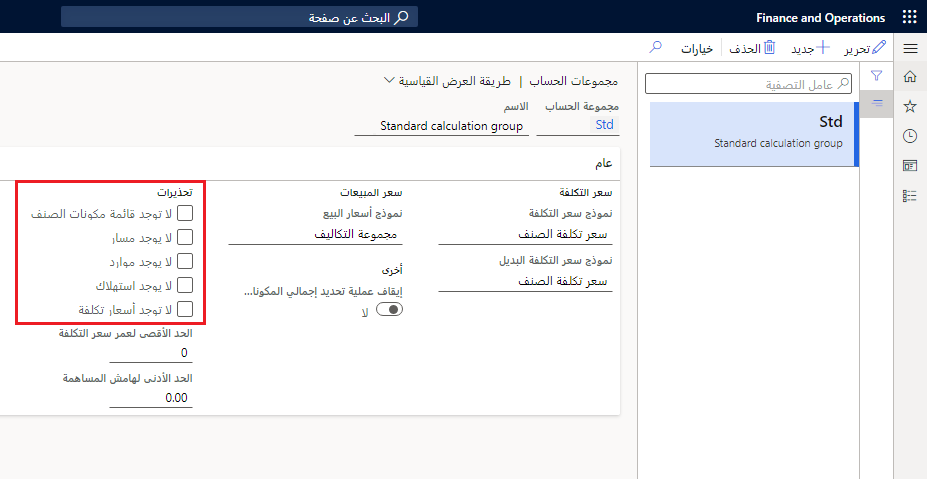 Finance and Operations
البحث عن صفحة
تحرير
جديد
الحذف
خيارات
عامل التصفية
Std
Standard calculation group
مجموعات الحساب | طريقة العرض القياسية
مجموعة الحساب
Std
الاسم
Standard calculation group
عام
سعر التكلفة
نموذج سعر التكلفة
سعر تكلفة الصنف
نموذج سعر التكلفة البديل
سعر تكلفة الصنف
سعر المبيعات
نموذج أسعار البيع
مجموعة التكاليف
أخرى
إيقاف عملية تحديد إجمالي المكونا...
لا
تحذيرات
لا توجد قائمة مكونات الصنف
لا يوجد مسار
لا يوجد موارد
لا يوجد استهلاك
لا توجد أسعار تكلفة
الحد الأقصى لعمر سعر التكلفة
0
الحد الأدنى لهامش المساهمة
0.00